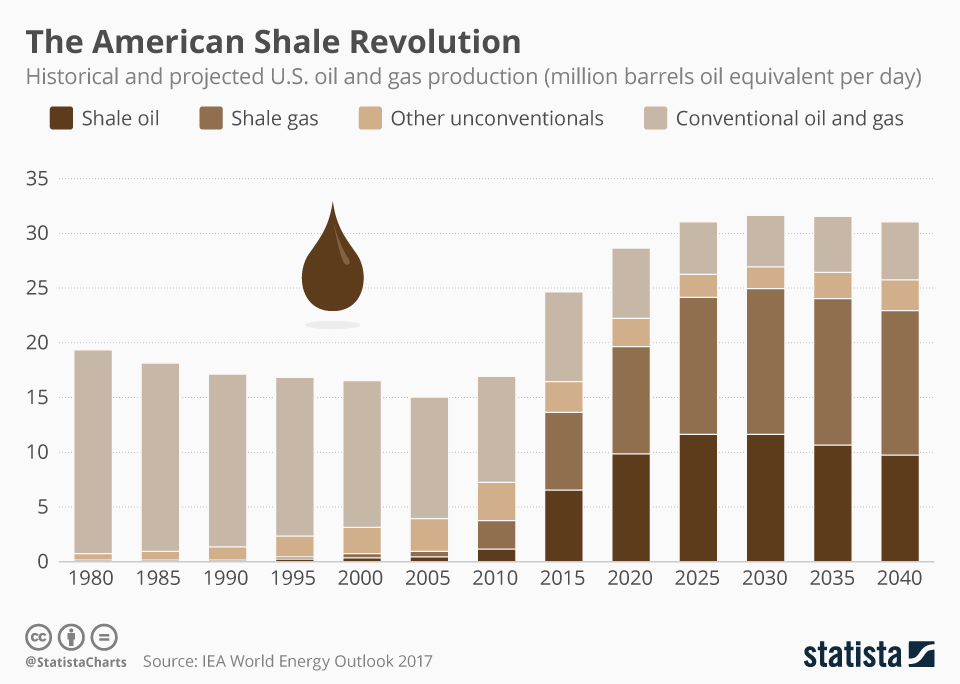 The American Shale Revolution
Historical and projected U.S. oil and gas production (million barrels oil equivalent per day)
Shale oil Shale gas Other unconventionals Conventional oil and gas
35
30
25
20
15
10
5
0
1980 1985 1990 1995 2000 2005 2010 2015 2020 2025 2030 2035 2040
cc =
@StatistaCharts Source: IEA World Energy Outlook 2017
statista